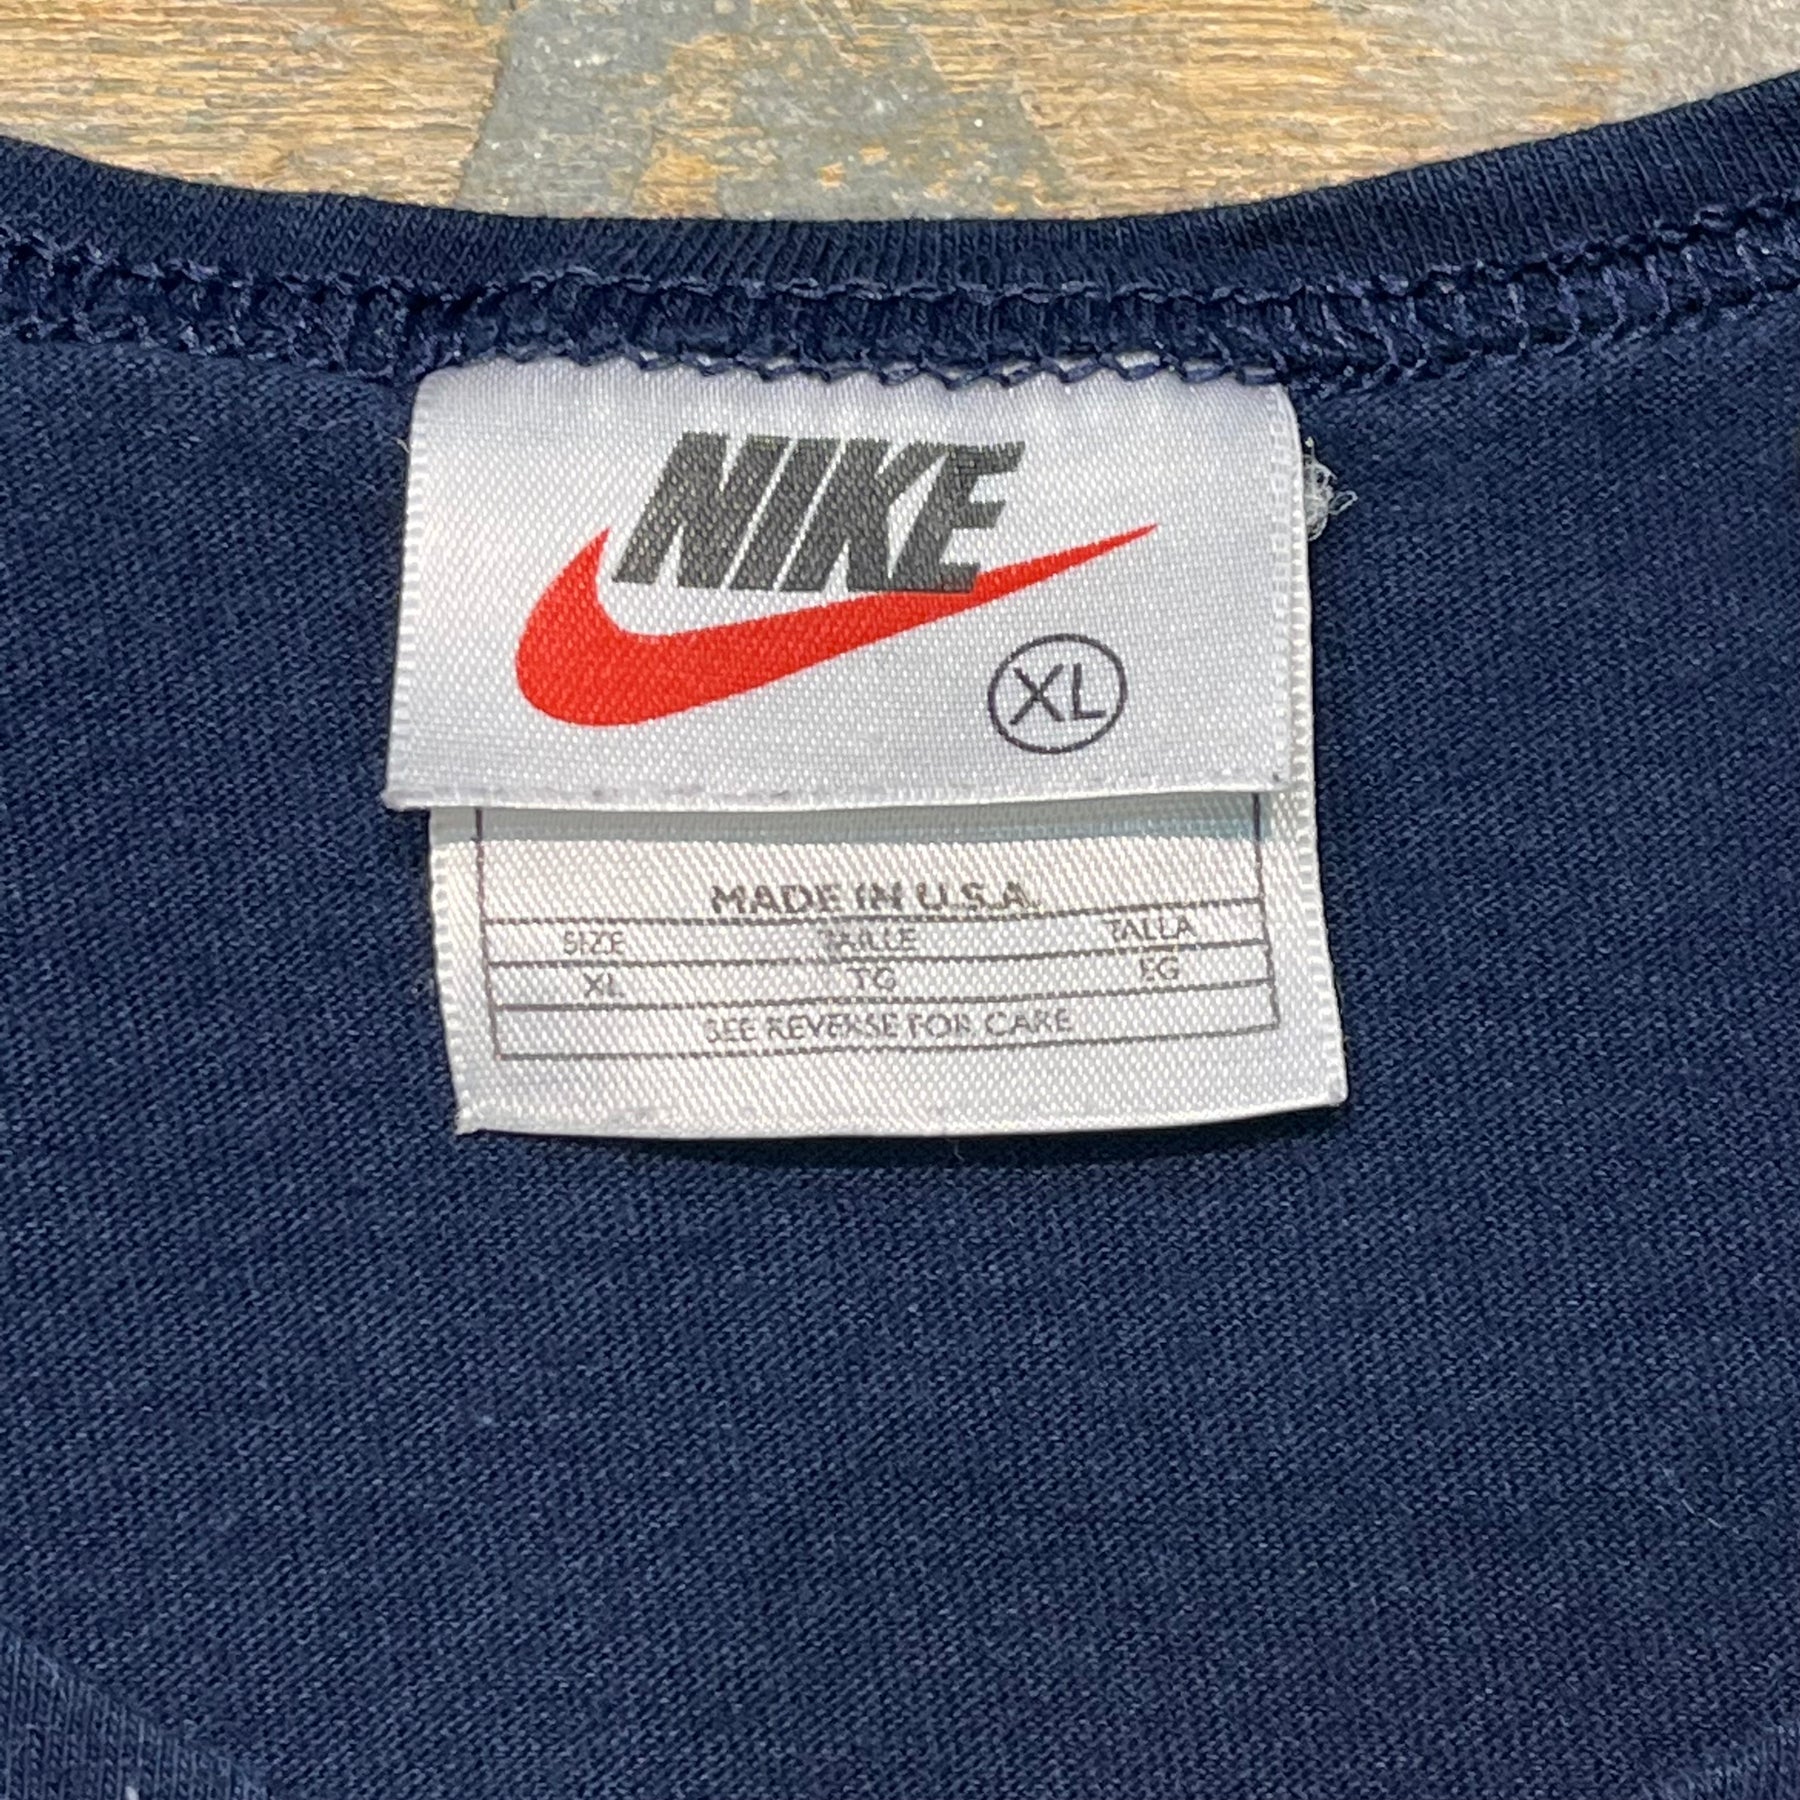 NIKE
XL
MADE IN U.S.A.
SIZE TAILLE TALLA
XL TG EG
SEE REVERSE FOR CARE